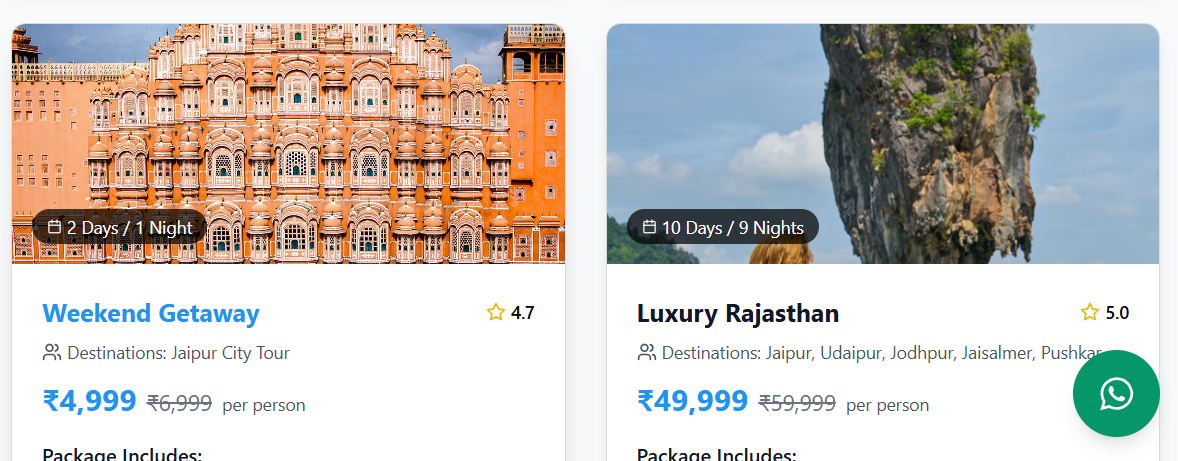 2 Days / 1 Night
Weekend Getaway
4.7
Destinations: Jaipur City Tour
₹4,999 ₹6,999 per person
Package Includes:
10 Days / 9 Nights
Luxury Rajasthan
5.0
Destinations: Jaipur, Udaipur, Jodhpur, Jaisalmer, Pushkar
₹49,999 ₹59,999 per person
Package Includes: